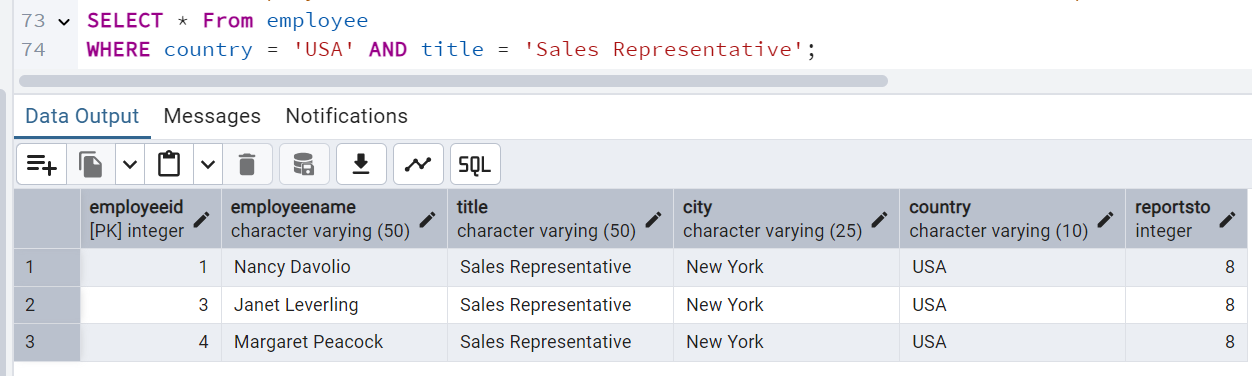 73 SELECT * From employee
74 WHERE country = 'USA' AND title = 'Sales Representative';
Data Output Messages Notifications
SQL
employeeid employeename title city country reportsto
[PK] integer character varying (50) character varying (50) character varying (25) character varying (10) integer
1 1 Nancy Davolio Sales Representative New York USA 8
2 3 Janet Leverling Sales Representative New York USA 8
3 4 Margaret Peacock Sales Representative New York USA 8